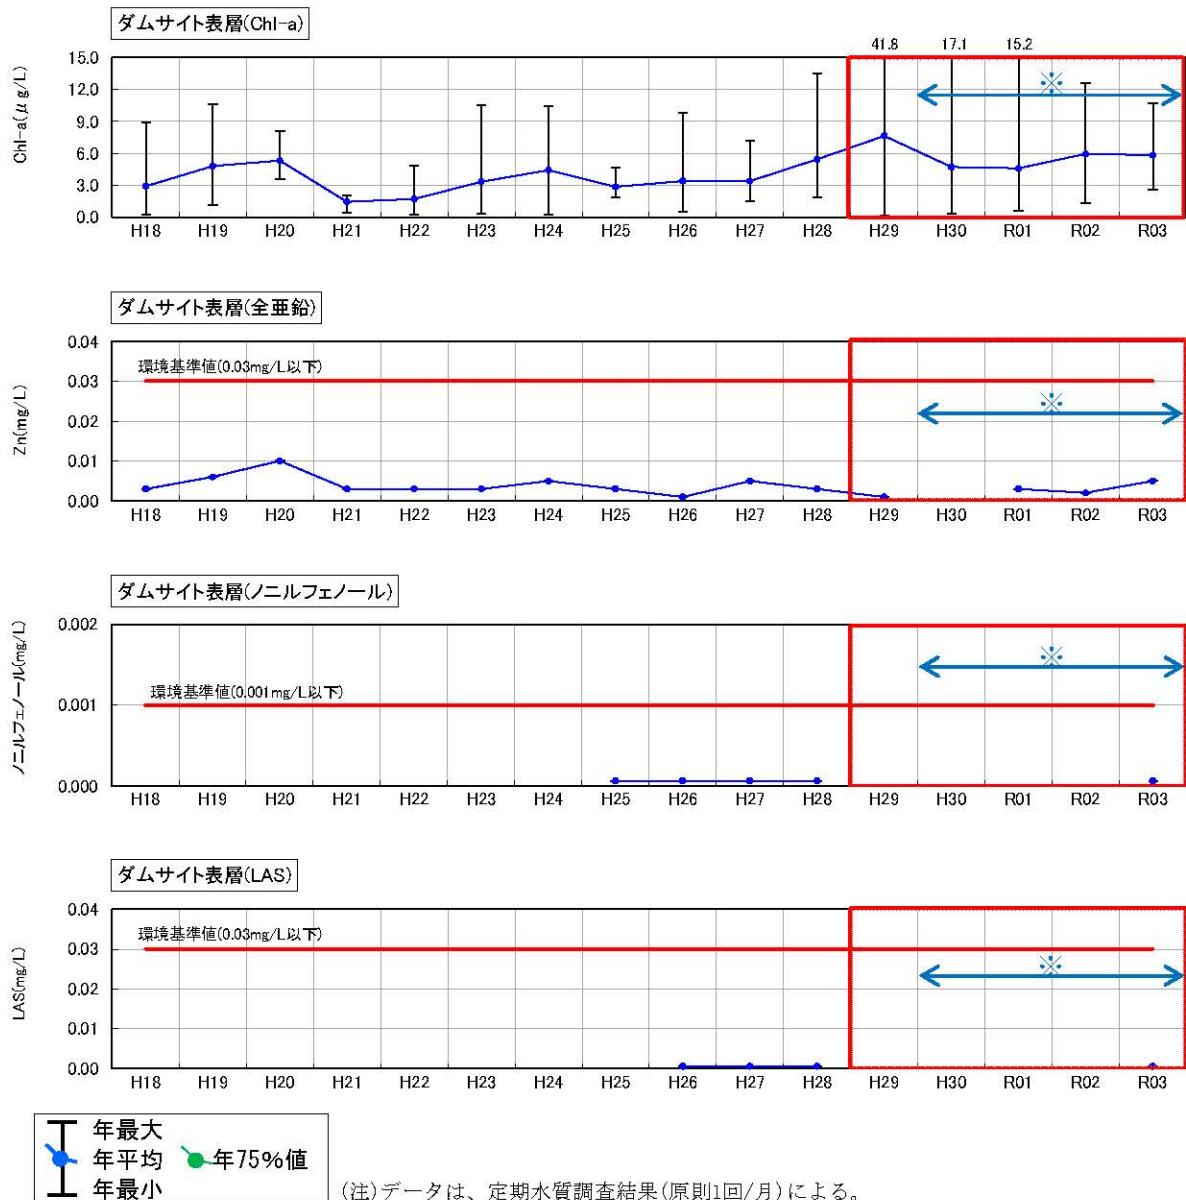 ダムサイト表層(Chl-a)
41.8 17.1 15.2
Chl-a(μg/L)
15.0
12.0
9.0
6.0
3.0
0.0
※
H18 H19 H20 H21 H22 H23 H24 H25 H26 H27 H28 H29 H30 R01 R02 R03
ダムサイト表層(全亜鉛)
Zn(mg/L)
0.04
0.03
0.02
0.01
0.00
環境基準値(0.03mg/L以下)
※
H18 H19 H20 H21 H22 H23 H24 H25 H26 H27 H28 H29 H30 R01 R02 R03
ダムサイト表層(ノニルフェノール)
ノニルフェノール(mg/L)
0.002
0.001
0.000
環境基準値(0.001mg/L以下)
※
H18 H19 H20 H21 H22 H23 H24 H25 H26 H27 H28 H29 H30 R01 R02 R03
ダムサイト表層(LAS)
LAS(mg/L)
0.04
0.03
0.02
0.01
0.00
環境基準値(0.03mg/L以下)
※
H18 H19 H20 H21 H22 H23 H24 H25 H26 H27 H28 H29 H30 R01 R02 R03
年最大
年平均 年75%値
年最小
(注)データは、定期水質調査結果(原則1回/月)による。